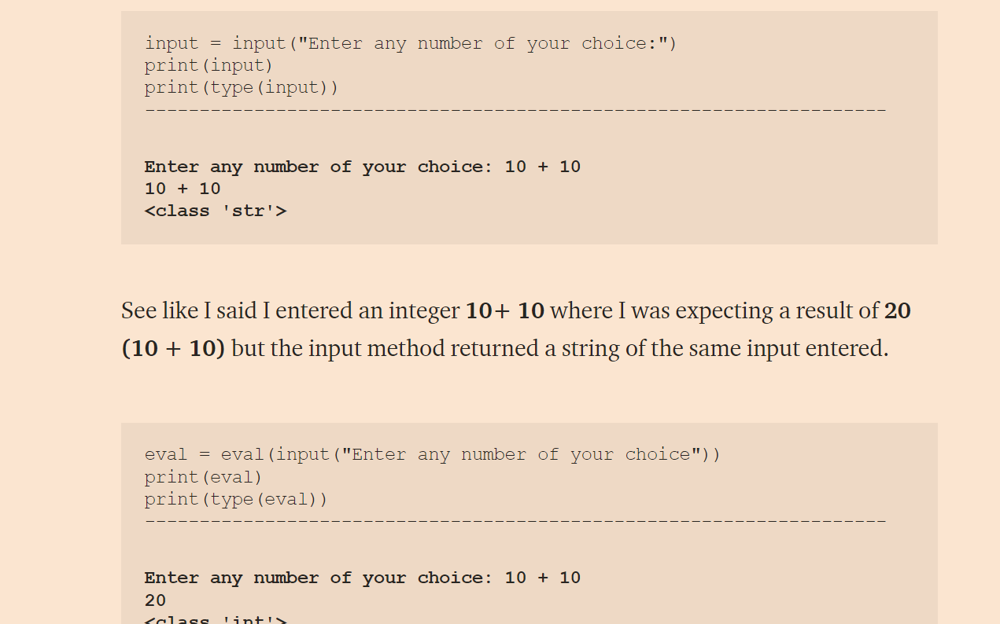 input = input("Enter any number of your choice:")
print(input)
print(type(input))
--------------------------------------------------------------------
Enter any number of your choice: 10 + 10
10 + 10
<class 'str'>
See like I said I entered an integer 10+ 10 where I was expecting a result of 20
(10 + 10) but the input method returned a string of the same input entered.
eval = eval(input("Enter any number of your choice"))
print(eval)
print(type(eval))
--------------------------------------------------------------------
Enter any number of your choice: 10 + 10
20
<class 'int'>